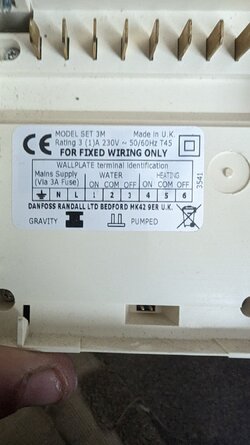 CE MODEL SET 3M Made in U.K.
Rating 3 (1)A 230V ~ 50/60Hz T45
FOR FIXED WIRING ONLY
WALLPLATE terminal identification
Mains Supply WATER HEATING
(Via 3A Fuse) ON COM OFF ON COM OFF
N L 1 2 3 4 5 6
DANFOSS RANDALL LTD BEDFORD MK42 9ER U.K.
GRAVITY PUMPED
3541